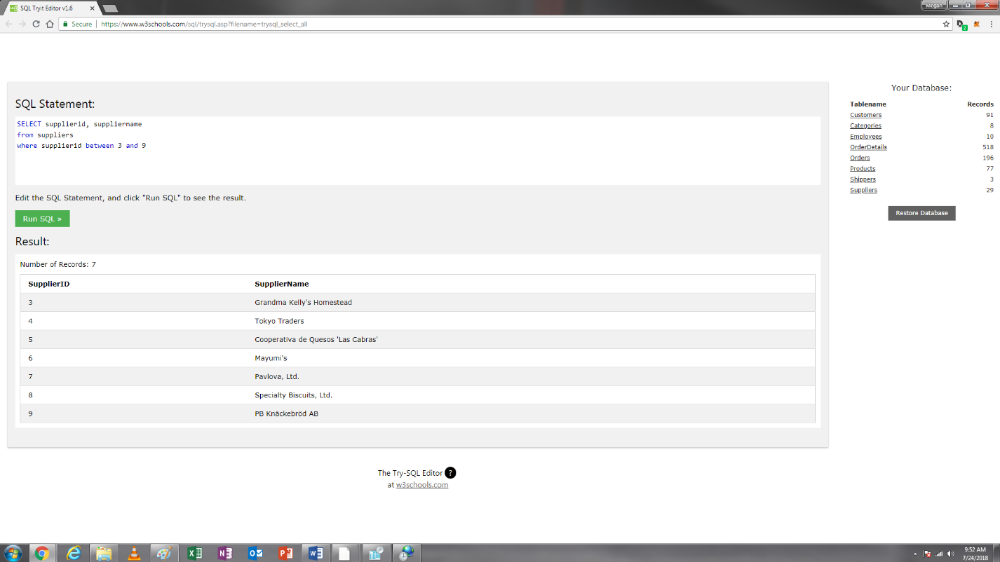 SQL Tryit Editor v1.6
Megan
Secure | https://www.w3schools.com/sql/trysql.asp?filename=trysql_select_all
SQL Statement:
SELECT supplierid, suppliername
from suppliers
where supplierid between 3 and 9
Edit the SQL Statement, and click "Run SQL" to see the result.
Run SQL »
Result:
Number of Records: 7
SupplierID SupplierName
3 Grandma Kelly's Homestead
4 Tokyo Traders
5 Cooperativa de Quesos 'Las Cabras'
6 Mayumi's
7 Pavlova, Ltd.
8 Specialty Biscuits, Ltd.
9 PB Knäckebröd AB
Your Database:
Tablename Records
Customers 91
Categories 8
Employees 10
OrderDetails 518
Orders 196
Products 77
Shippers 3
Suppliers 29
Restore Database
The Try-SQL Editor ?
at w3schools.com
9:52 AM
7/24/2018